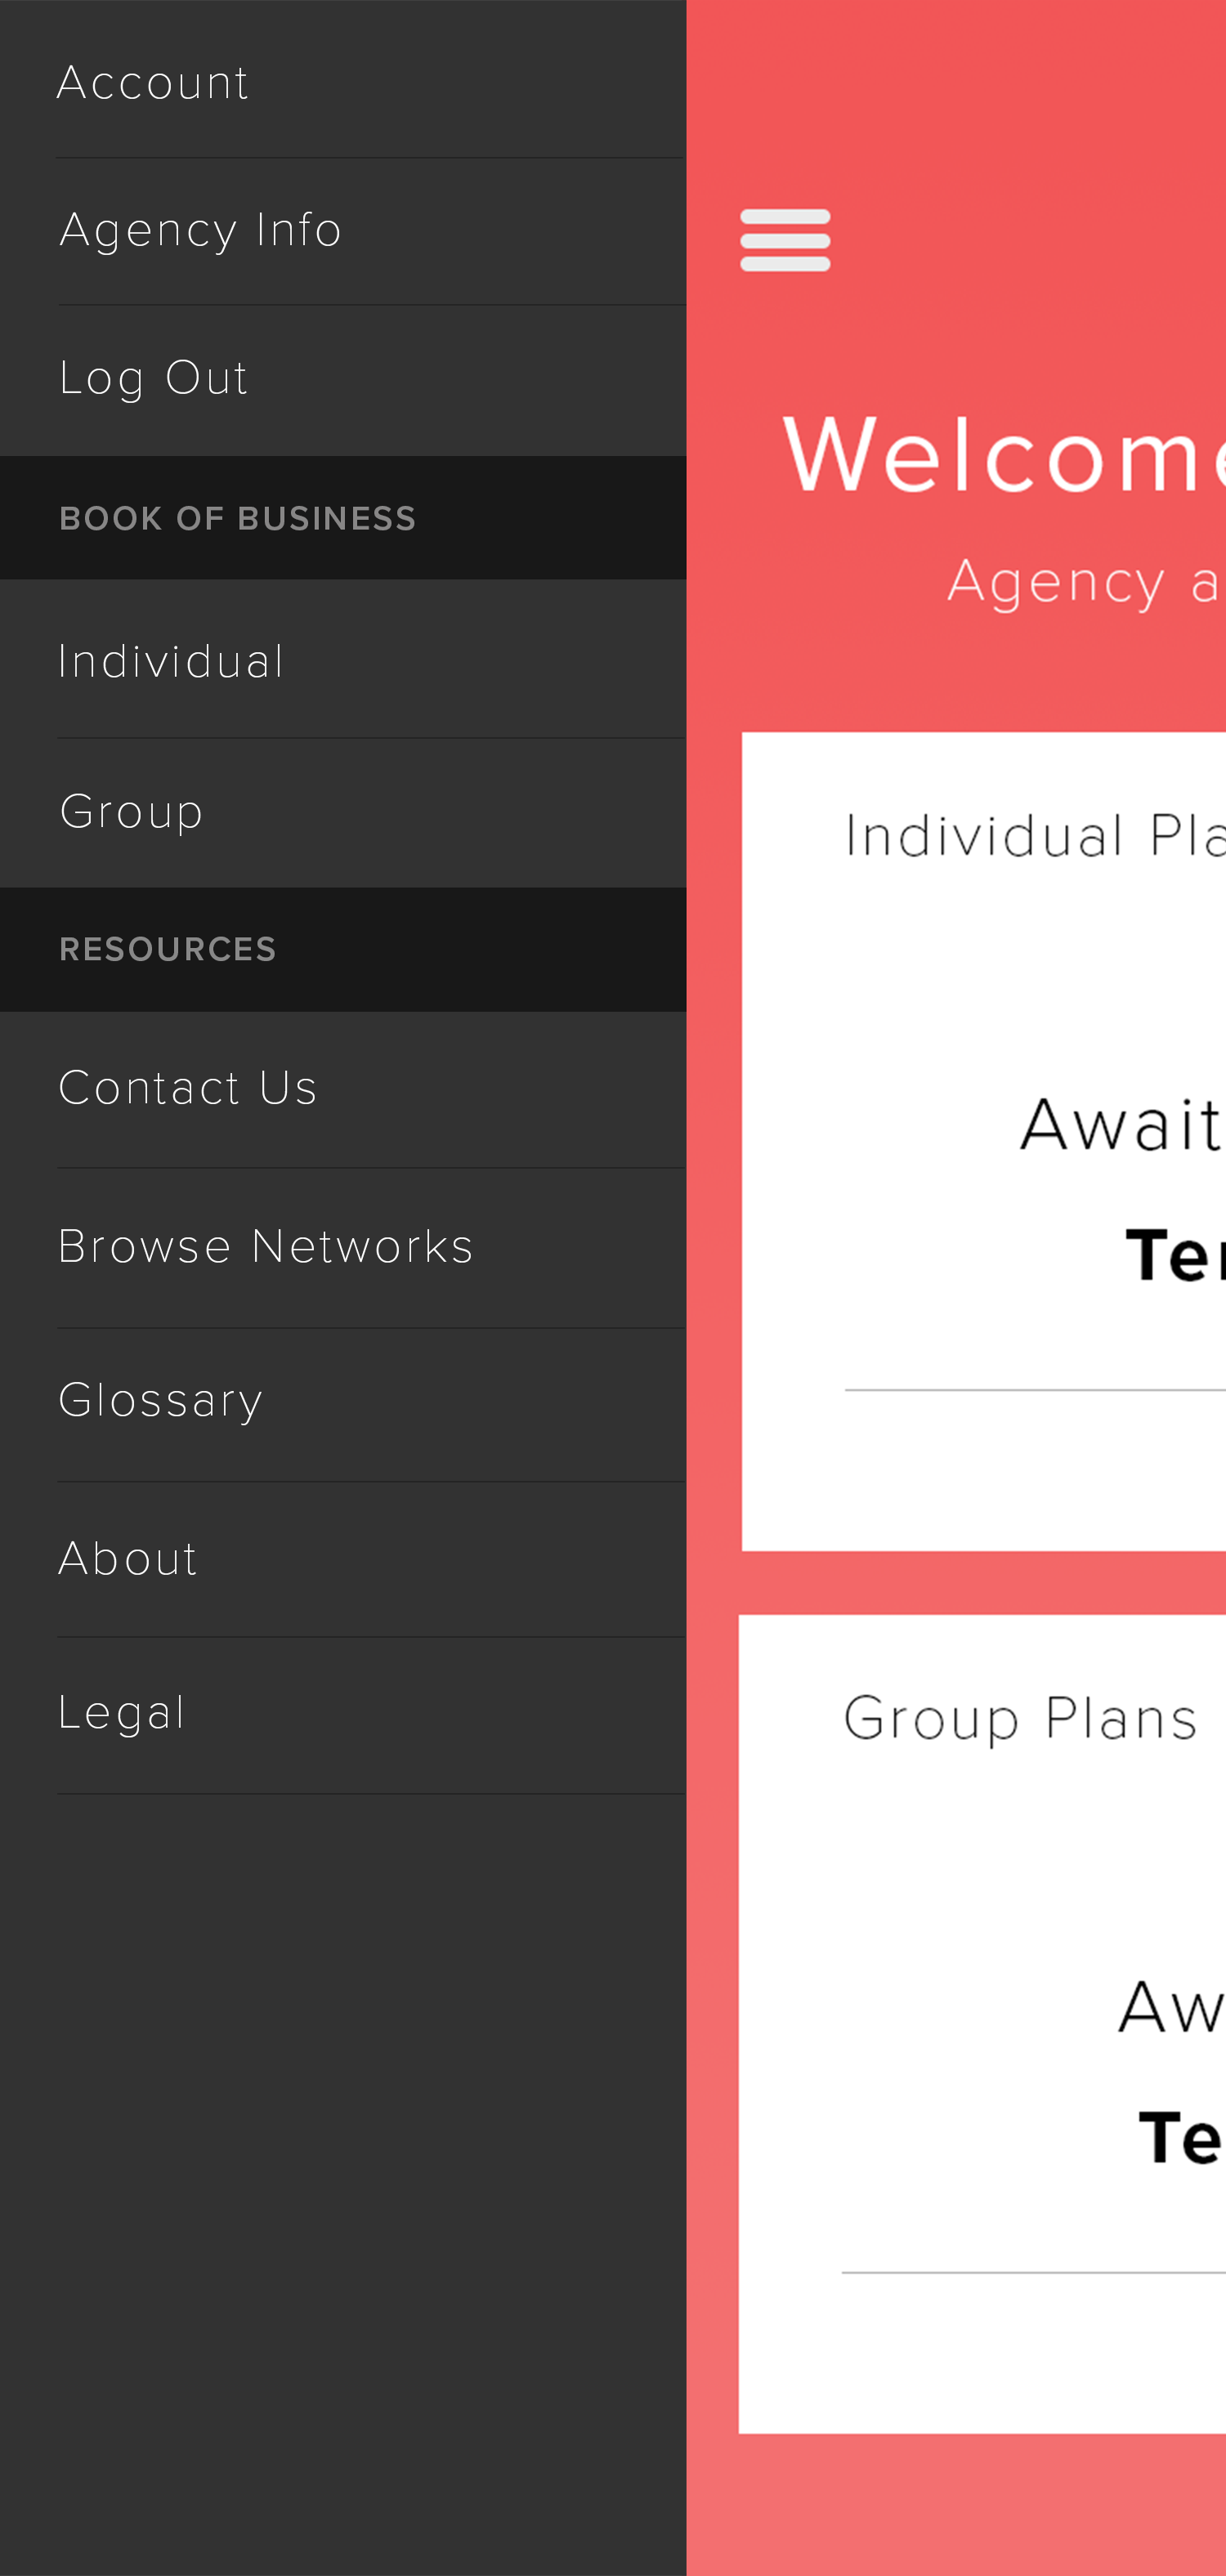 Account
Agency Info
Log Out
BOOK OF BUSINESS
Individual
Group
RESOURCES
Contact Us
Browse Networks
Glossary
About
Legal
Welcome
Agency a
Individual Pla
Await
Ter
Group Plans
Aw
Te